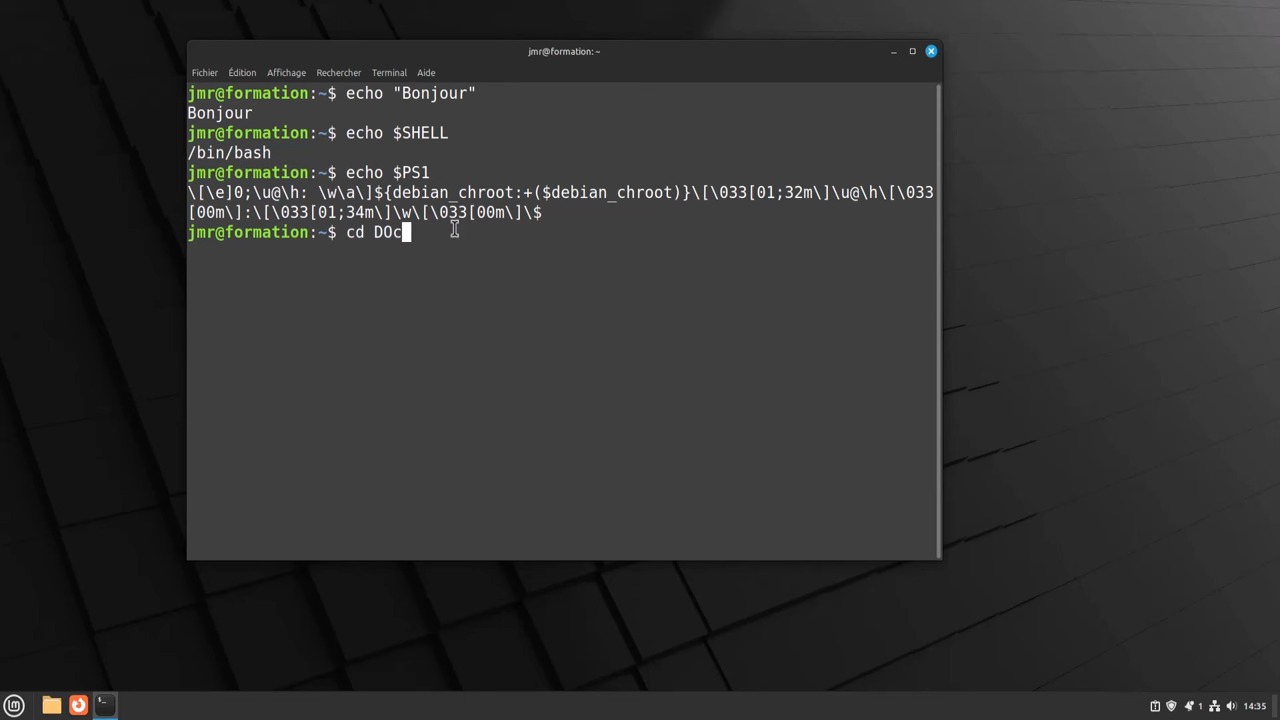 jmr@formation: ~
Fichier Édition Affichage Rechercher Terminal Aide
jmr@formation:~$ echo "Bonjour"
Bonjour
jmr@formation:~$ echo $SHELL
/bin/bash
jmr@formation:~$ echo $PS1
\[\e]0;\u@\h: \w\a\]${debian_chroot:+($debian_chroot)}\[\033[01;32m\]\u@\h\[\033
[00m\]:\[\033[01;34m\]\w\[\033[00m\]\$
jmr@formation:~$ cd DOc
1 14:35